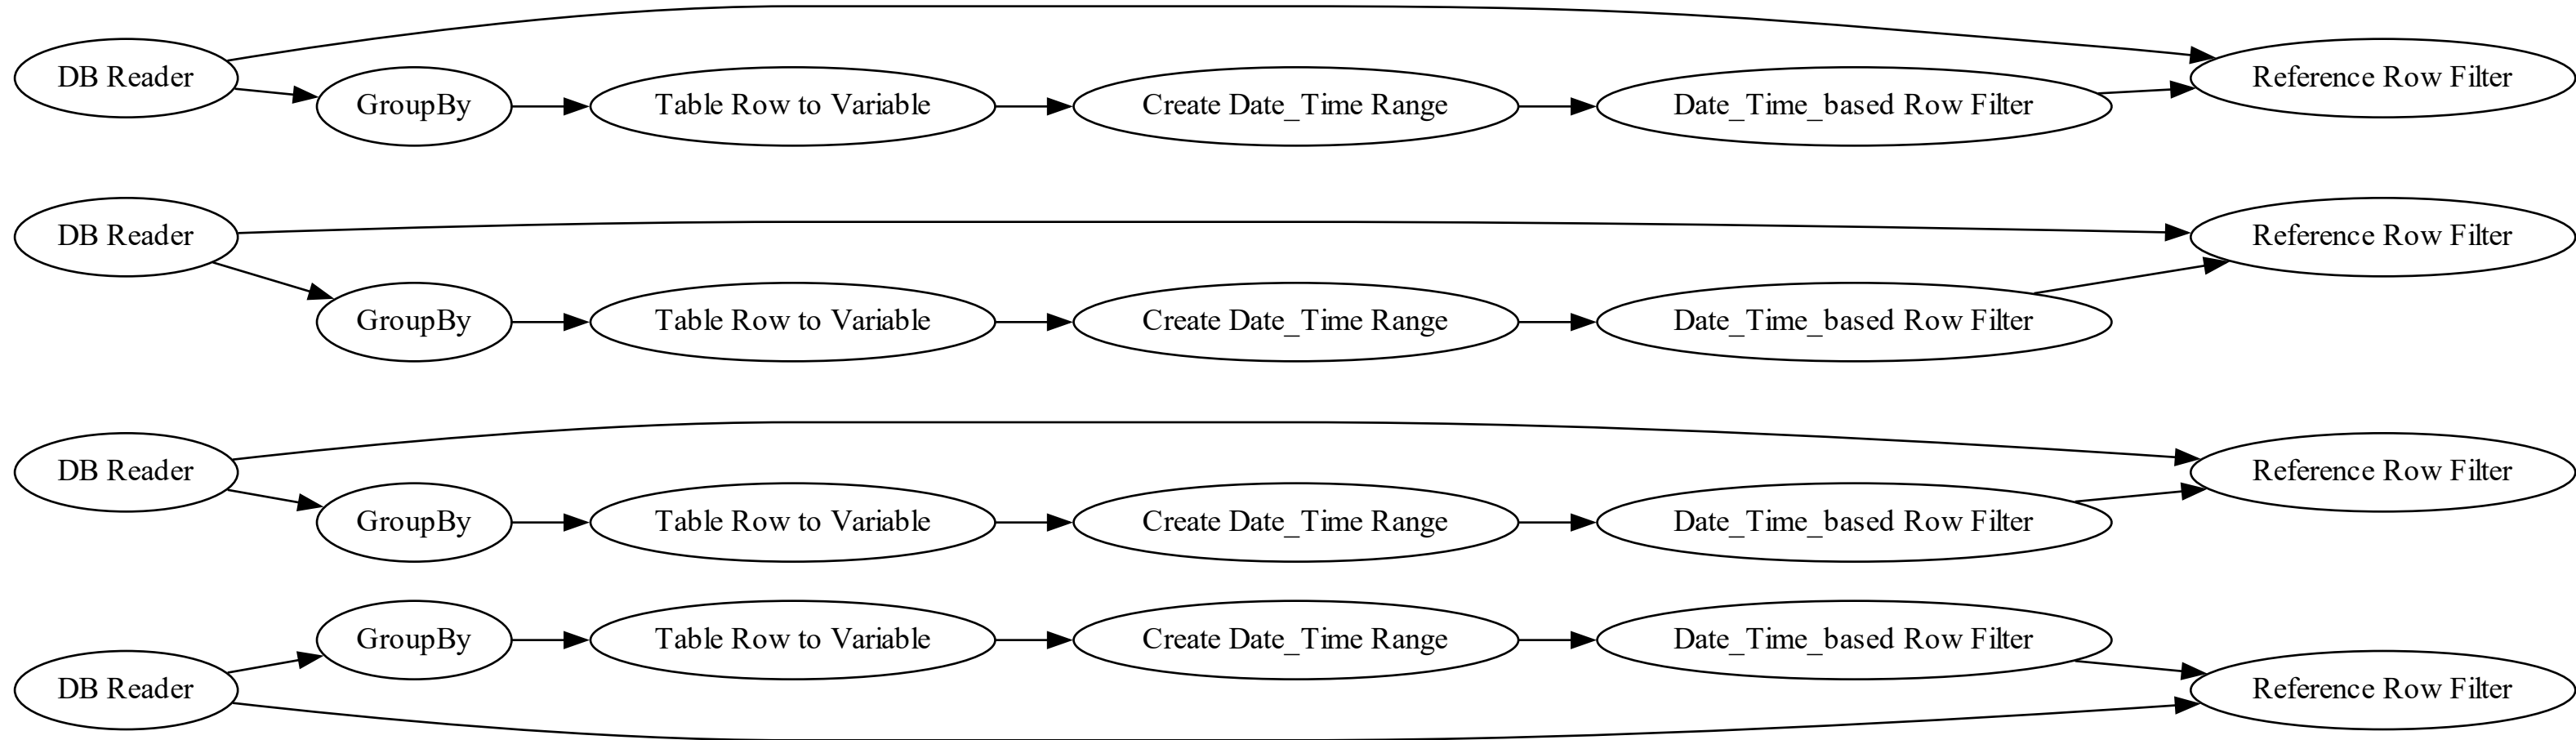 DB Reader
GroupBy
Table Row to Variable
Create Date_Time Range
Date_Time_based Row Filter
Reference Row Filter
DB Reader
GroupBy
Table Row to Variable
Create Date_Time Range
Date_Time_based Row Filter
Reference Row Filter
DB Reader
GroupBy
Table Row to Variable
Create Date_Time Range
Date_Time_based Row Filter
Reference Row Filter
DB Reader
GroupBy
Table Row to Variable
Create Date_Time Range
Date_Time_based Row Filter
Reference Row Filter